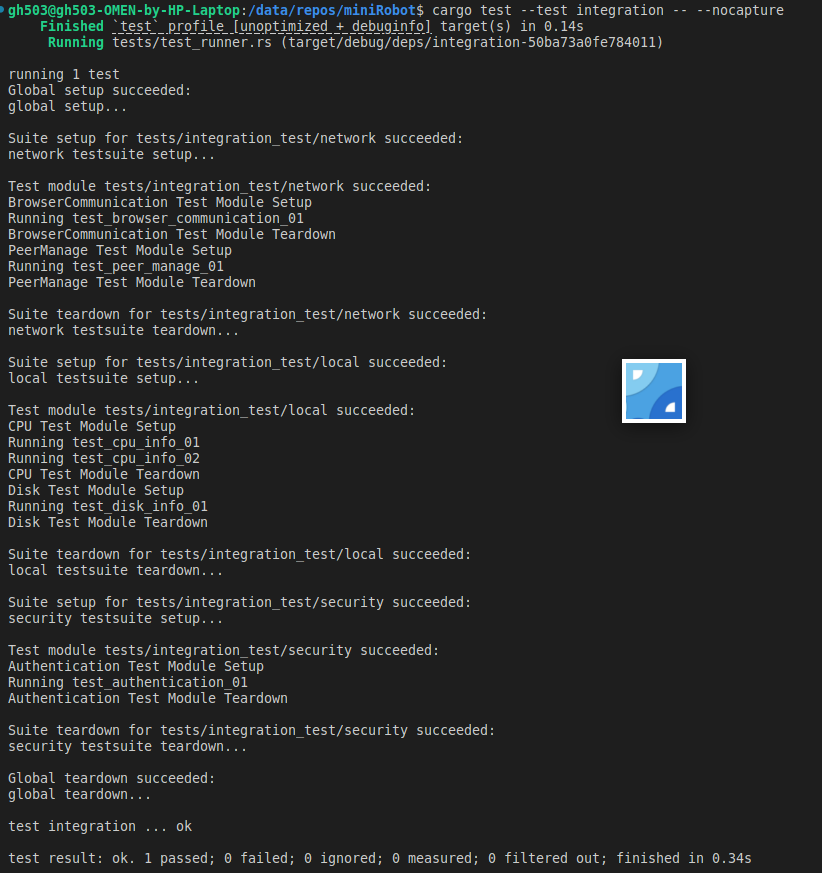 gh503@gh503-OMEN-by-HP-Laptop:/data/repos/miniRobot$ cargo test --test integration -- --nocapture
Finished `test` profile [unoptimized + debuginfo] target(s) in 0.14s
Running tests/test_runner.rs (target/debug/deps/integration-50ba73a0fe784011)
running 1 test
Global setup succeeded:
global setup...
Suite setup for tests/integration_test/network succeeded:
network testsuite setup...
Test module tests/integration_test/network succeeded:
BrowserCommunication Test Module Setup
Running test_browser_communication_01
BrowserCommunication Test Module Teardown
PeerManage Test Module Setup
Running test_peer_manage_01
PeerManage Test Module Teardown
Suite teardown for tests/integration_test/network succeeded:
network testsuite teardown...
Suite setup for tests/integration_test/local succeeded:
local testsuite setup...
Test module tests/integration_test/local succeeded:
CPU Test Module Setup
Running test_cpu_info_01
Running test_cpu_info_02
CPU Test Module Teardown
Disk Test Module Setup
Running test_disk_info_01
Disk Test Module Teardown
Suite teardown for tests/integration_test/local succeeded:
local testsuite teardown...
Suite setup for tests/integration_test/security succeeded:
security testsuite setup...
Test module tests/integration_test/security succeeded:
Authentication Test Module Setup
Running test_authentication_01
Authentication Test Module Teardown
Suite teardown for tests/integration_test/security succeeded:
security testsuite teardown...
Global teardown succeeded:
global teardown...
test integration ... ok
test result: ok. 1 passed; 0 failed; 0 ignored; 0 measured; 0 filtered out; finished in 0.34s